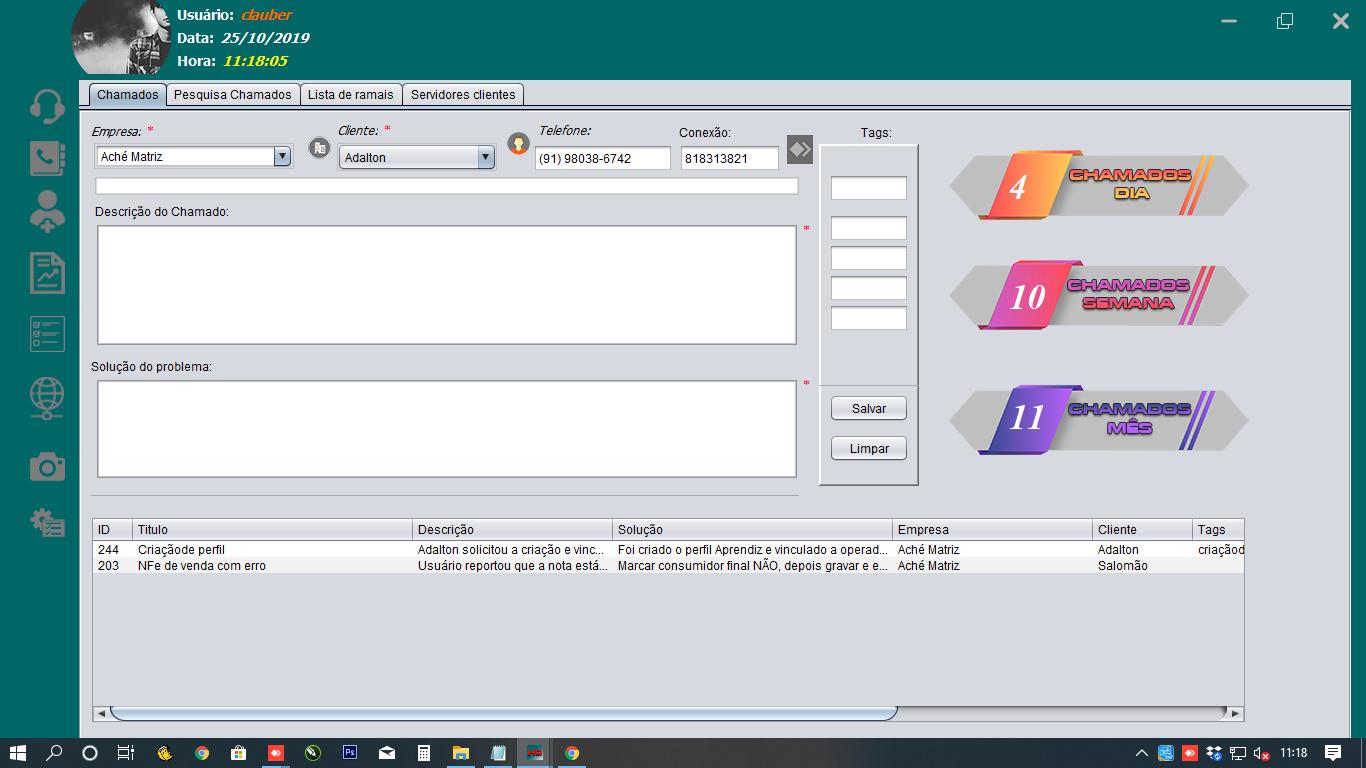 Usuário: clauber
Data: 25/10/2019
Hora: 11:18:05
Chamados Pesquisa Chamados Lista de ramais Servidores clientes
Empresa: * Cliente: * Telefone: Conexão: Tags:
Aché Matriz Adalton (91) 98038-6742 818313821
4 CHAMADOS DIA
Descrição do Chamado:
*
10 CHAMADOS SEMANA
Solução do problema:
*
Salvar
11 CHAMADOS MÊS
Limpar
ID Titulo Descrição Solução Empresa Cliente Tags
244 Criaçãode perfil Adalton solicitou a criação e vinc... Foi criado o perfil Aprendiz e vinculado a operad... Aché Matriz Adalton criaçãod
203 NFe de venda com erro Usuário reportou que a nota está... Marcar consumidor final NÃO, depois gravar e e... Aché Matriz Salomão
Ps 11:18